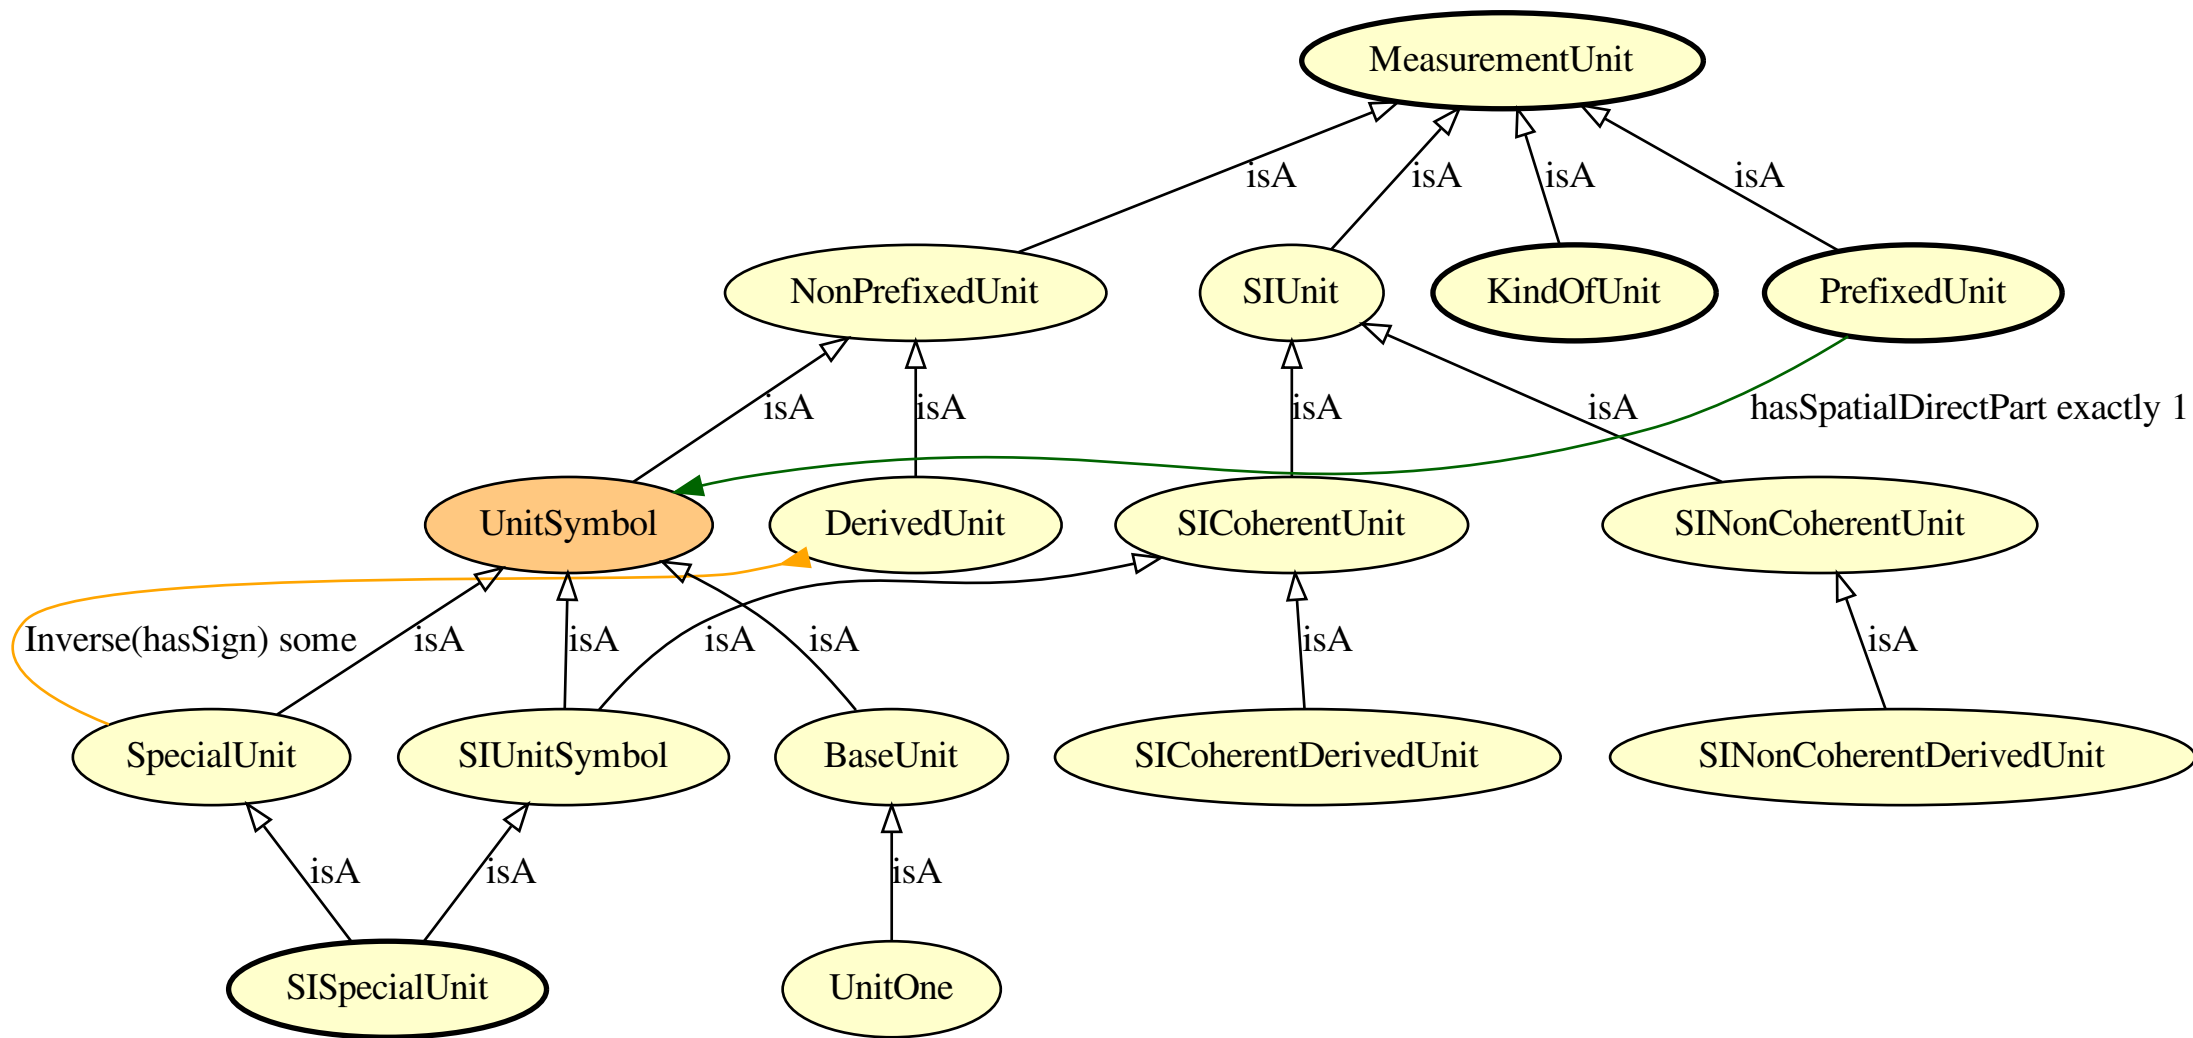 MeasurementUnit
isA
isA
isA
isA
NonPrefixedUnit
SIUnit
KindOfUnit
PrefixedUnit
isA
isA
isA
isA
hasSpatialDirectPart exactly 1
UnitSymbol
DerivedUnit
SICoherentUnit
SINonCoherentUnit
Inverse(hasSign) some
isA
isA
isA
isA
isA
isA
SpecialUnit
SIUnitSymbol
BaseUnit
SICoherentDerivedUnit
SINonCoherentDerivedUnit
isA
isA
isA
SISpecialUnit
UnitOne